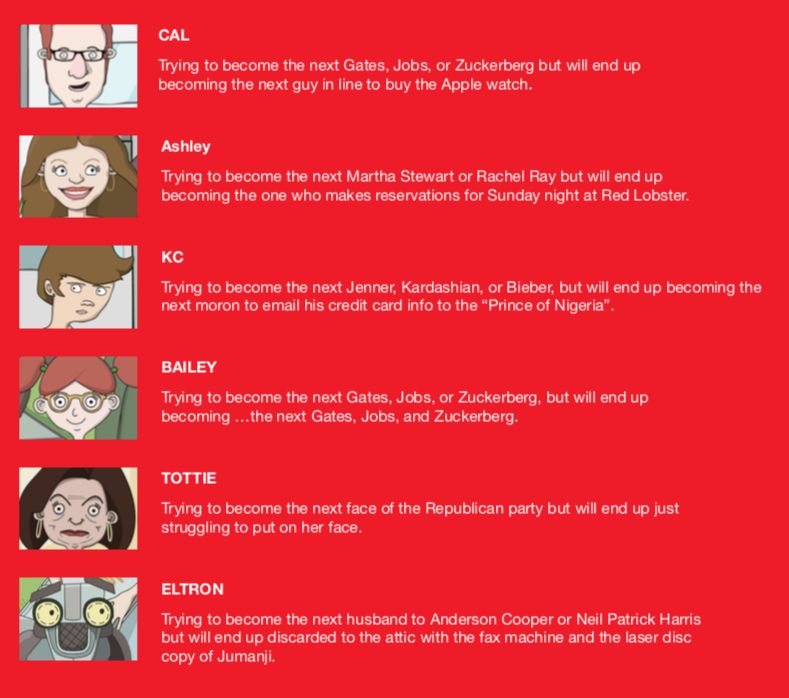 CAL
Trying to become the next Gates, Jobs, or Zuckerberg but will end up
becoming the next guy in line to buy the Apple watch.
Ashley
Trying to become the next Martha Stewart or Rachel Ray but will end up
becoming the one who makes reservations for Sunday night at Red Lobster.
KC
Trying to become the next Jenner, Kardashian, or Bieber, but will end up becoming the
next moron to email his credit card info to the “Prince of Nigeria”.
BAILEY
Trying to become the next Gates, Jobs, or Zuckerberg, but will end up
becoming …the next Gates, Jobs, and Zuckerberg.
TOTTIE
Trying to become the next face of the Republican party but will end up just
struggling to put on her face.
ELTRON
Trying to become the next husband to Anderson Cooper or Neil Patrick Harris
but will end up discarded to the attic with the fax machine and the laser disc
copy of Jumanji.